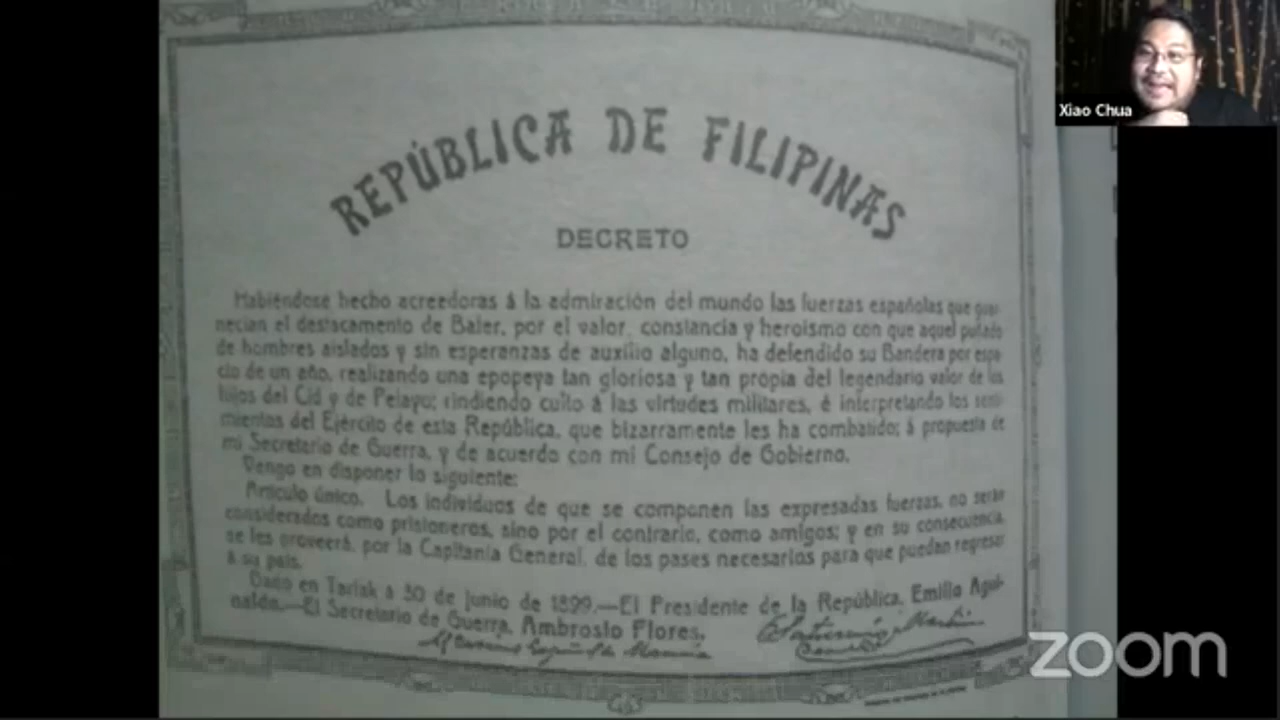 REPÚBLICA DE FILIPINAS
DECRETO
Habiéndose hecho acreedoras á la admiración del mundo las fuerzas españolas que guar-
necían el destacamento de Baler, por el valor, constancia y heroísmo con que aquel puñado
de hombres aislados y sin esperanzas de auxilio alguno, ha defendido su Bandera por espa-
cio de un año, realizando una epopeya tan gloriosa y tan propia del legendario valor de los
hijos del Cid y de Pelayo; rindiendo culto á las virtudes militares, é interpretando los senti-
mientos del Ejército de esta República, que bizarramente les ha combatido; á propuesta de
mi Secretario de Guerra, y de acuerdo con mi Consejo de Gobierno,
Vengo en disponer lo siguiente:
Artículo único. Los individuos de que se componen las expresadas fuerzas, no serán
considerados como prisioneros, sino por el contrario, como amigos; y en su consecuencia,
se les proveerá, por la Capitanía General, de los pases necesarios para que puedan regresar
á su país.
Dado en Tarlak á 30 de junio de 1899.—El Presidente de la República, Emilio Agui-
naldo.—El Secretario de Guerra, Ambrosio Flores.
Xiao Chua
zoom